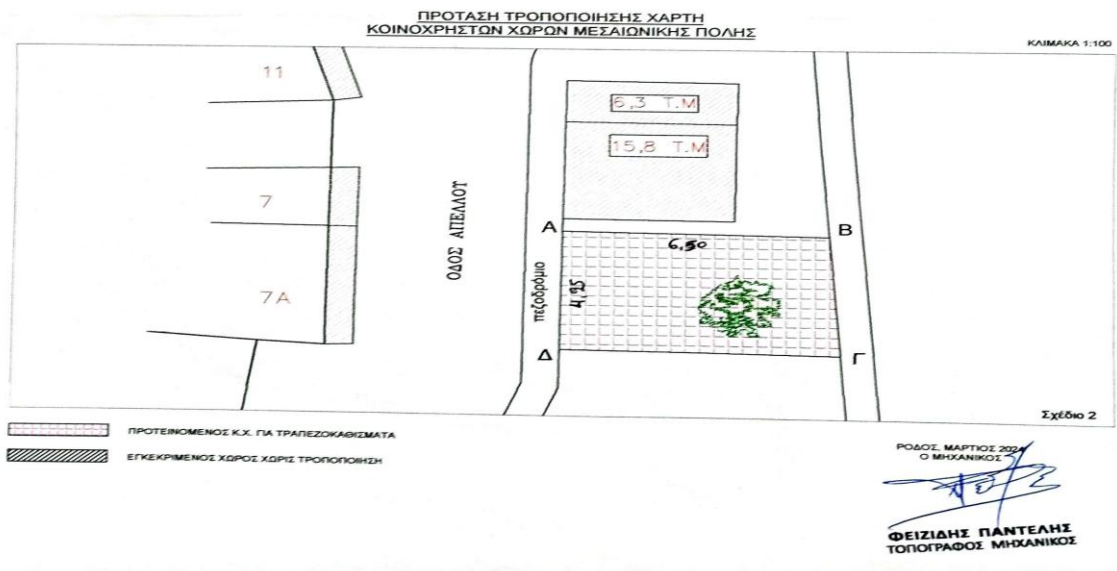 ΠΡΟΤΑΣΗ ΤΡΟΠΟΠΟΙΗΣΗΣ ΧΑΡΤΗ
ΚΟΙΝΟΧΡΗΣΤΩΝ ΧΩΡΩΝ ΜΕΣΑΙΩΝΙΚΗΣ ΠΟΛΗΣ
ΚΛΙΜΑΚΑ 1:100
11
6,3 Τ.Μ
15,8 Τ.Μ
7
7Α
ΟΔΟΣ ΑΠΕΛΛΟΥ
πεζοδρόμιο
Α
Β
6,50
4,95
Δ
Γ
Σχέδιο 2
ΠΡΟΤΕΙΝΟΜΕΝΟΣ Κ.Χ. ΓΙΑ ΤΡΑΠΕΖΟΚΑΘΙΣΜΑΤΑ
ΕΓΚΕΚΡΙΜΕΝΟΣ ΧΩΡΟΣ ΧΩΡΙΣ ΤΡΟΠΟΠΟΙΗΣΗ
ΡΟΔΟΣ, ΜΑΡΤΙΟΣ 2024
Ο ΜΗΧΑΝΙΚΟΣ
ΦΕΙΖΙΔΗΣ ΠΑΝΤΕΛΗΣ
ΤΟΠΟΓΡΑΦΟΣ ΜΗΧΑΝΙΚΟΣ